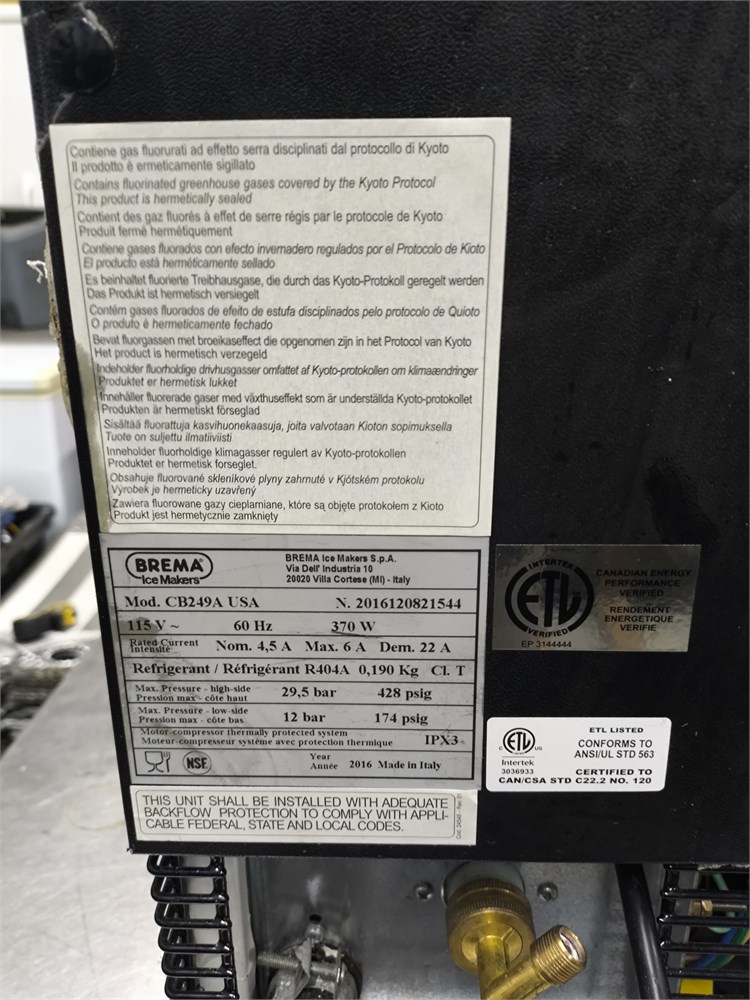 Contiene gas fluorurati ad effetto serra disciplinati dal protocollo di Kyoto
Il prodotto è ermeticamente sigillato
Contains fluorinated greenhouse gases covered by the Kyoto Protocol
This product is hermetically sealed
Contient des gaz fluorés à effet de serre régis par le protocole de Kyoto
Produit fermé hermétiquement
Contiene gases fluorados con efecto invernadero regulados por el Protocolo de Kioto
El producto está herméticamente sellado
Es beinhaltet fluorierte Treibhausgase, die durch das Kyoto-Protokoll geregelt werden
Das Produkt ist hermetisch versiegelt
Contém gases fluorados de efeito de estufa disciplinados pelo protocolo de Quioto
O produto é hermeticamente fechado
Bevat fluorgassen met broeikaseffect die opgenomen zijn in het Protocol van Kyoto
Het product is hermetisch verzegeld
Indeholder fluorholdige drivhusgasser omfattet af Kyoto-protokollen om klimaændringer
Produktet er hermetisk lukket
Innehåller fluorerade gaser med växthuseffekt som är underställda Kyoto-protokollet
Produkten är hermetiskt förseglad
Sisältää fluorattuja kasvihuonekaasuja, joita valvotaan Kioton sopimuksella
Tuote on suljettu ilmatiiviisti
Inneholder fluorholdige klimagasser regulert av Kyoto-protokollen
Produktet er hermetisk forseglet.
Obsahuje fluorované sklenikové plyny zahrnuté v Kjótském protokolu
Výrobek je hermeticky uzavřený
Zawiera fluorowane gazy cieplarniane, które są objęte protokołem z Kioto
Produkt jest hermetycznie zamknięty
BREMA
Ice Makers
BREMA Ice Makers S.p.A.
Via Dell' Industria 10
20020 Villa Cortese (MI) - Italy
Mod. CB249A USA N. 2016120821544
115 V ~ 60 Hz 370 W
Rated Current
Intensité
Nom. 4,5 A Max. 6 A Dem. 22 A
Refrigerant / Réfrigérant R404A 0,190 Kg Cl. T
Max. Pressure - high-side
Pression max - côte haut
29,5 bar 428 psig
Max. Pressure - low-side
Pression max - côte bas
12 bar 174 psig
Motor-compressor thermally protected system
Moteur-compresseur système avec protection thermique
IPX3
NSF
Year
Année
2016 Made in Italy
THIS UNIT SHALL BE INSTALLED WITH ADEQUATE
BACKFLOW PROTECTION TO COMPLY WITH APPLI-
CABLE FEDERAL, STATE AND LOCAL CODES.
INTERTEK
ETL
VERIFIED
EP 3144444
CANADIAN ENERGY
PERFORMANCE
VERIFIED
RENDEMENT
ENERGETIQUE
VERIFIE
C ETL US
Intertek
3036933
ETL LISTED
CONFORMS TO
ANSI/UL STD 563
CERTIFIED TO
CAN/CSA STD C22.2 NO. 120